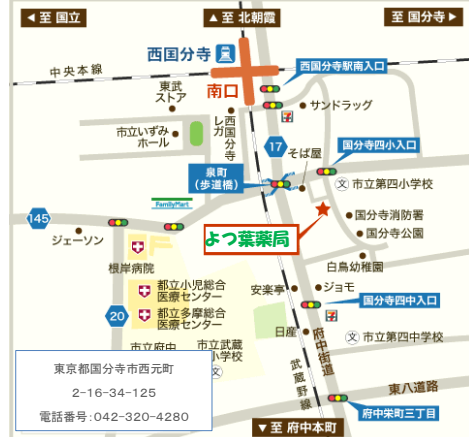 ◀ 至 国立
▲ 至 北朝霞
至 国分寺 ▶
西国分寺
中央本線
南口
西国分寺駅南入口
東武
ストア
サンドラッグ
市立いずみ
ホール
西国分寺
レガ
17
そば屋
国分寺四小入口
泉町
(歩道橋)
文 市立第四小学校
FamilyMart
145
ジェーソン
よつ葉薬局
国分寺消防署
国分寺公園
白鳥幼稚園
根岸病院
都立小児総合
医療センター
安楽亭
ジョモ
国分寺四中入口
20
都立多摩総合
医療センター
日産
府中街道
文 市立第四中学校
市立府中
市立武蔵
小学校
文
武蔵野線
東八道路
府中栄町三丁目
▼ 至 府中本町
東京都国分寺市西元町
2-16-34-125
電話番号:042-320-4280